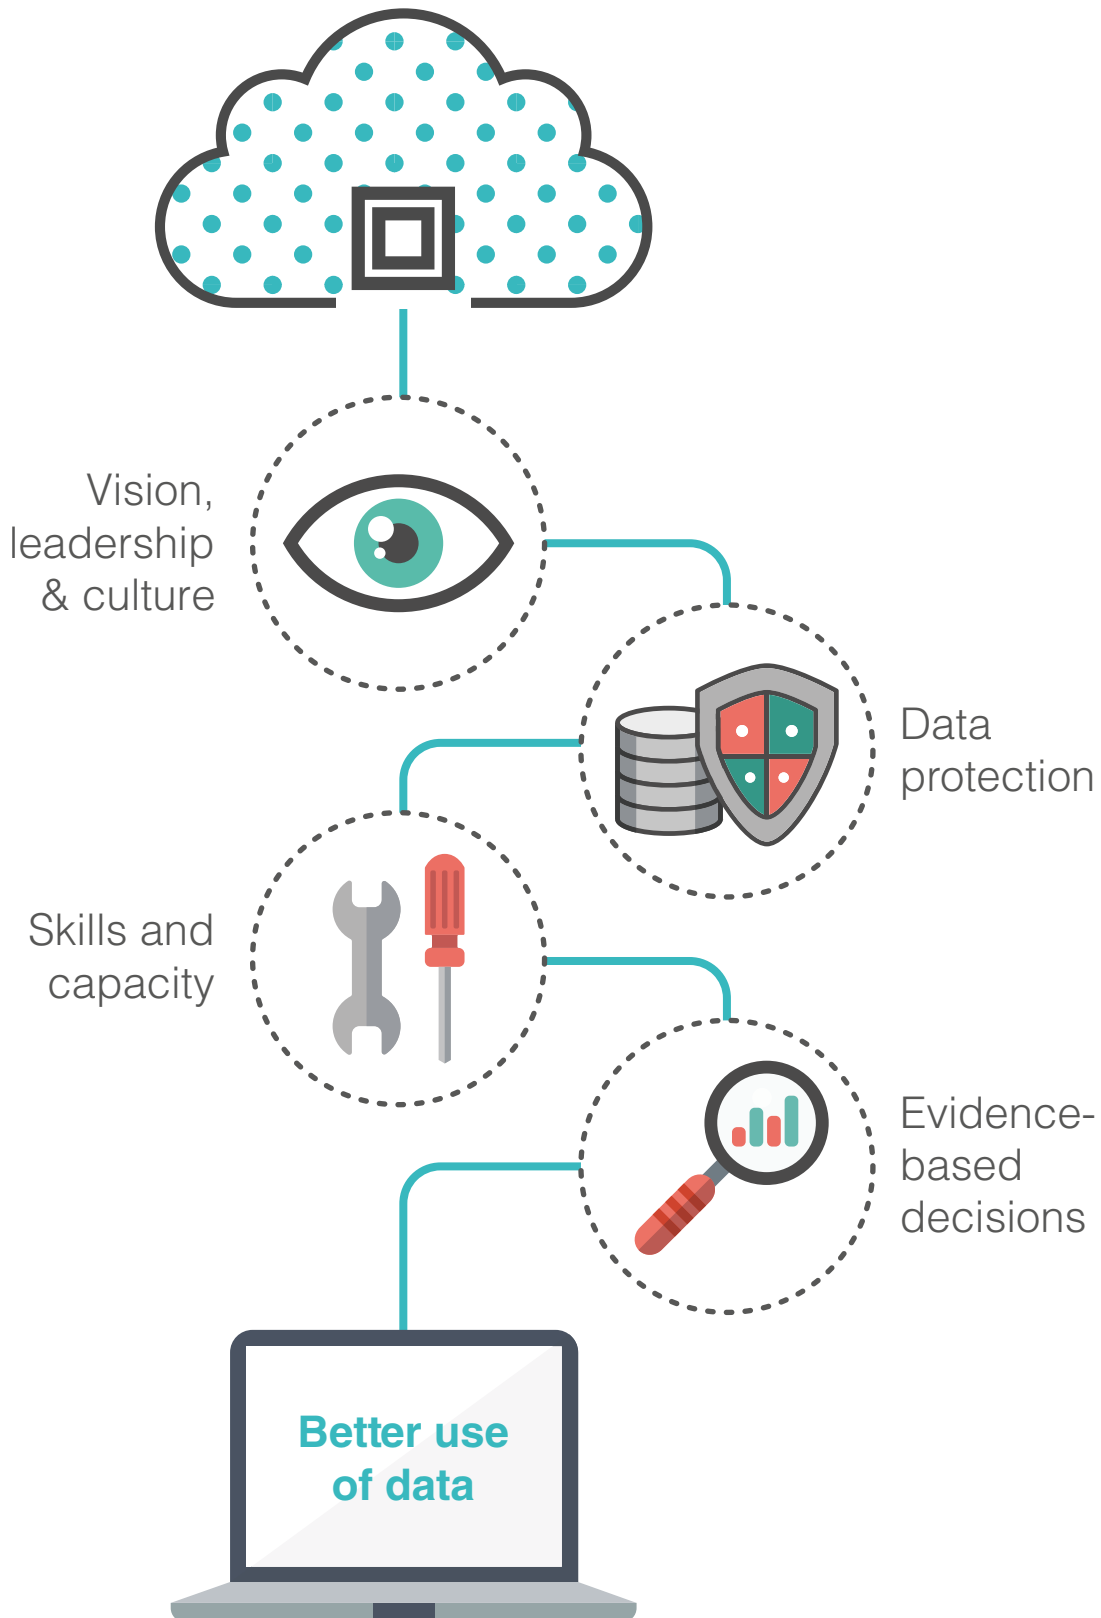 Vision,
leadership
& culture
Data
protection
Skills and
capacity
Evidence-
based
decisions
Better use
of data